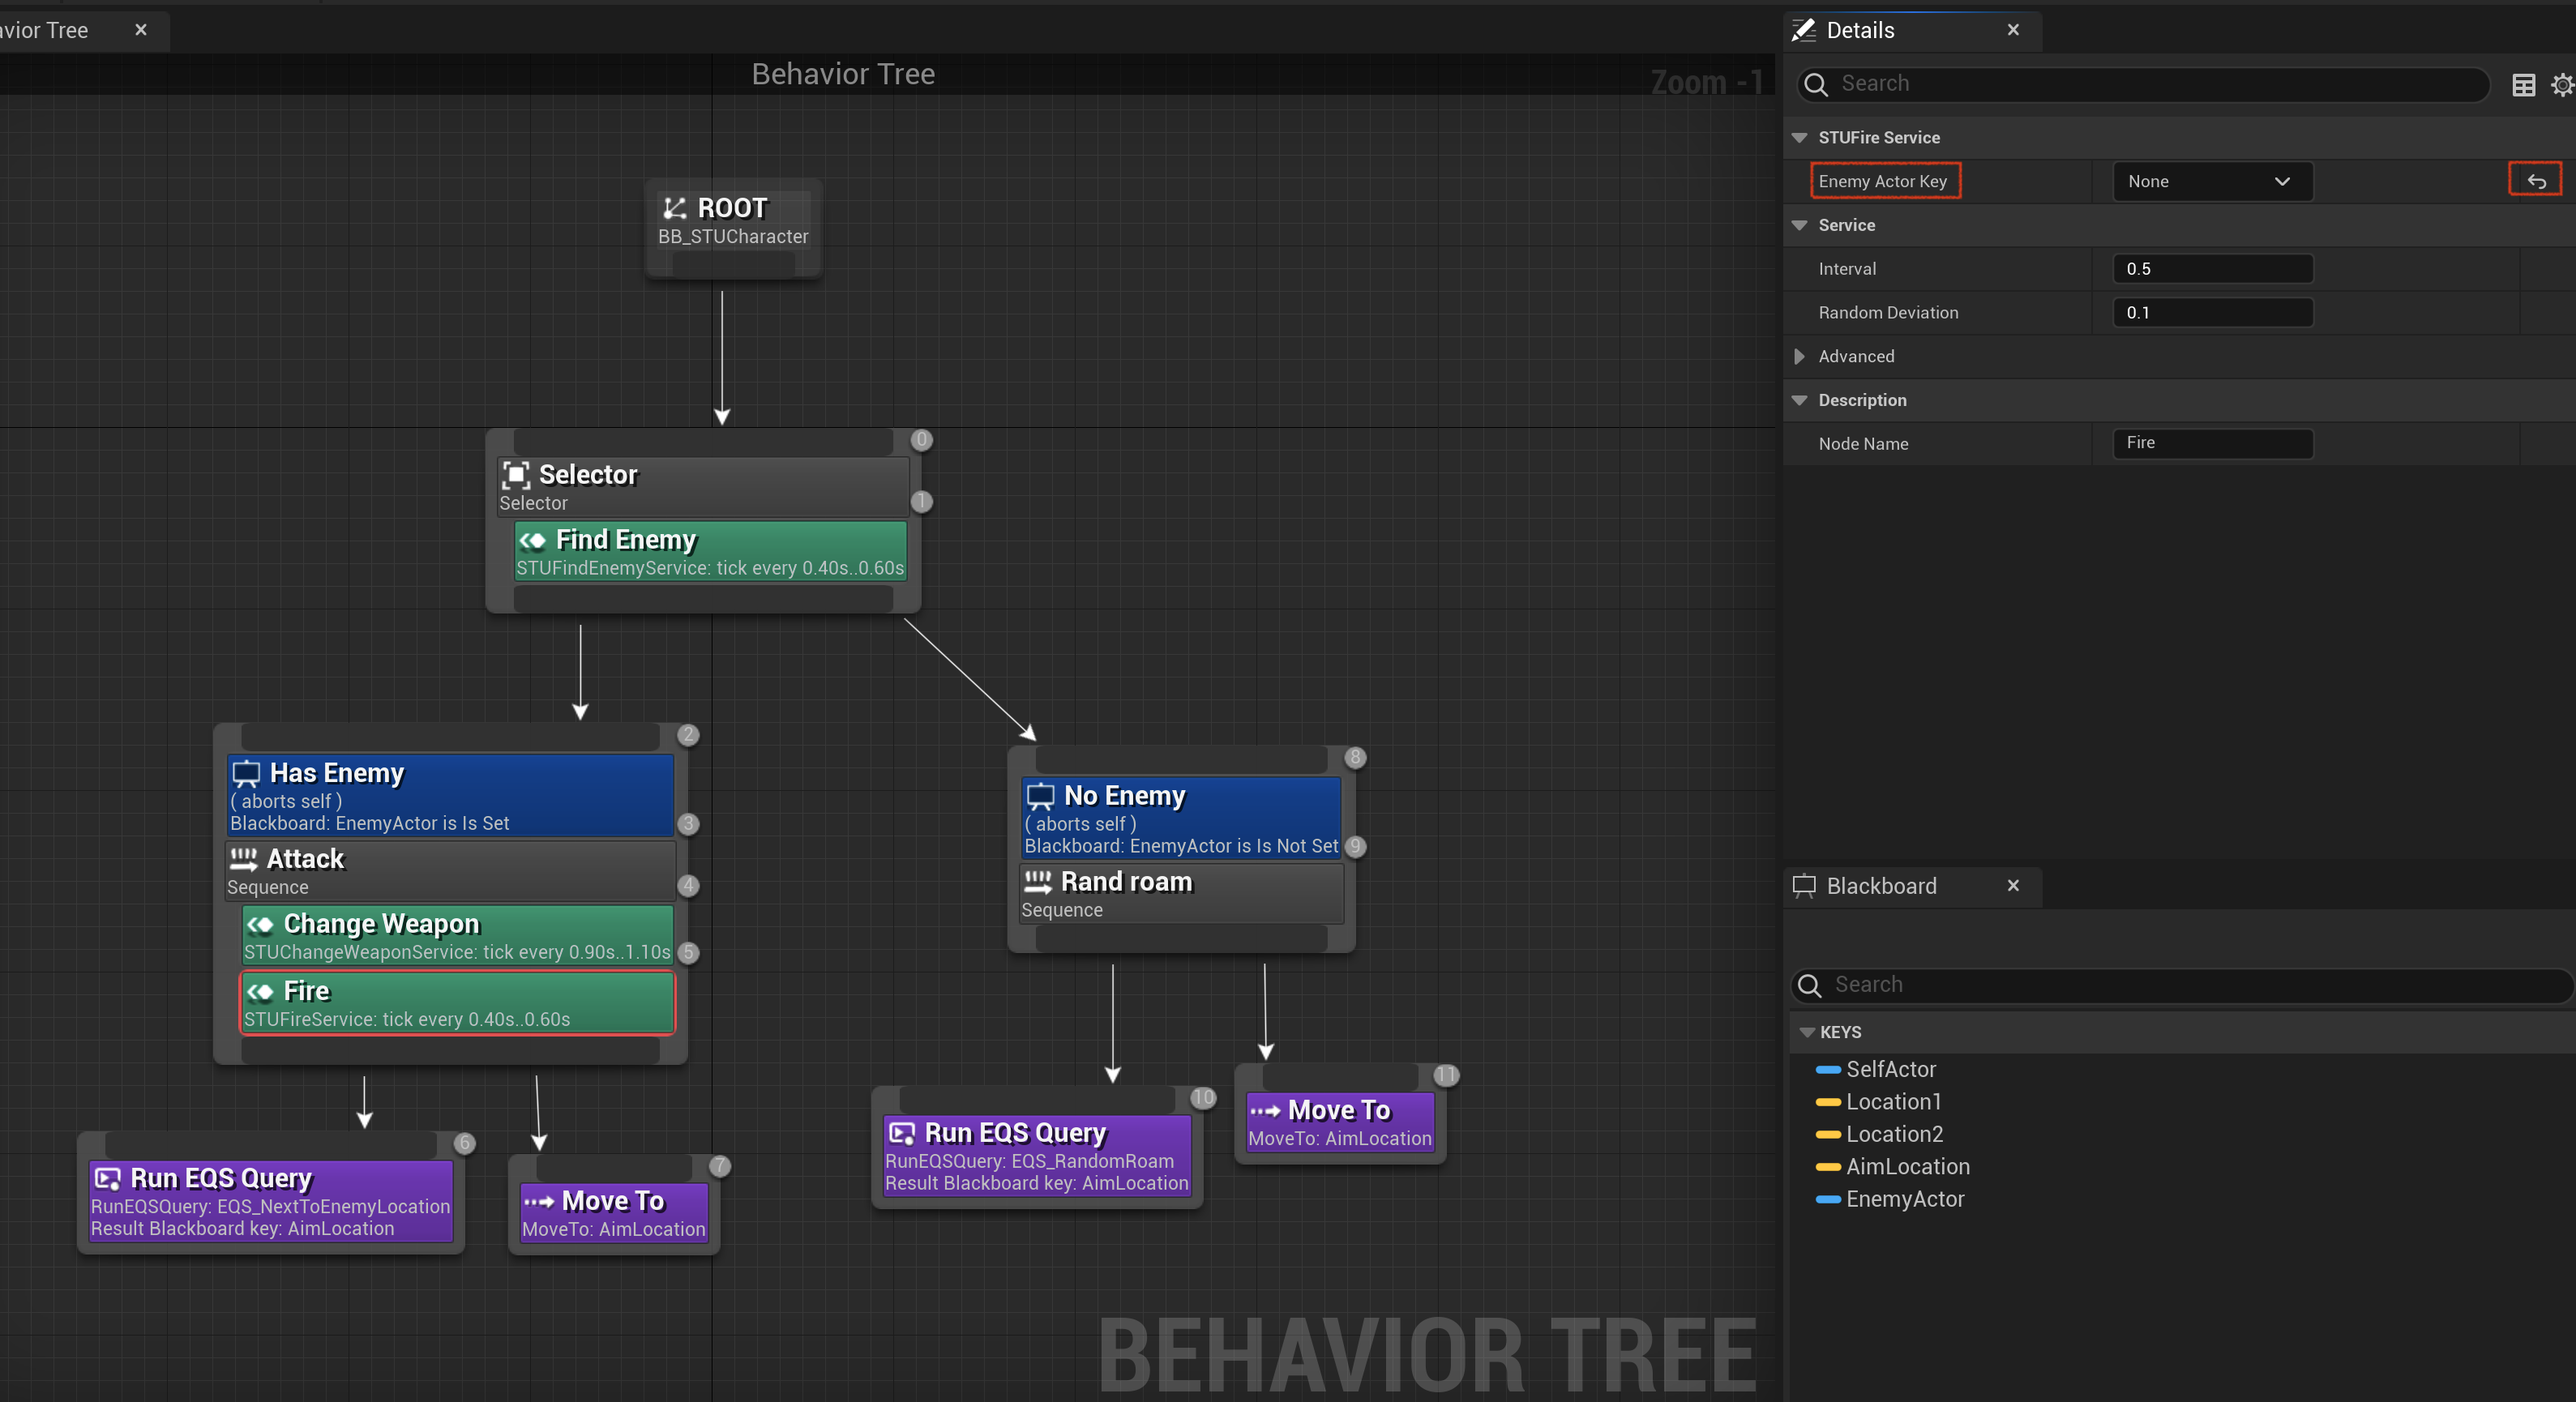 avior Tree
Behavior Tree
Zoom -1
ROOT
BB_STUCharacter
0
Selector
Selector
1
Find Enemy
STUFindEnemyService: tick every 0.40s..0.60s
2
Has Enemy
( aborts self )
Blackboard: EnemyActor is Is Set
3
Attack
Sequence
4
Change Weapon
STUChangeWeaponService: tick every 0.90s..1.10s
5
Fire
STUFireService: tick every 0.40s..0.60s
8
No Enemy
( aborts self )
Blackboard: EnemyActor is Is Not Set
9
Rand roam
Sequence
6
Run EQS Query
RunEQSQuery: EQS_NextToEnemyLocation
Result Blackboard key: AimLocation
7
Move To
MoveTo: AimLocation
10
Run EQS Query
RunEQSQuery: EQS_RandomRoam
Result Blackboard key: AimLocation
11
Move To
MoveTo: AimLocation
BEHAVIOR TREE
Details
Search
STUFire Service
Enemy Actor Key None
Service
Interval 0.5
Random Deviation 0.1
Advanced
Description
Node Name Fire
Blackboard
Search
KEYS
SelfActor
Location1
Location2
AimLocation
EnemyActor